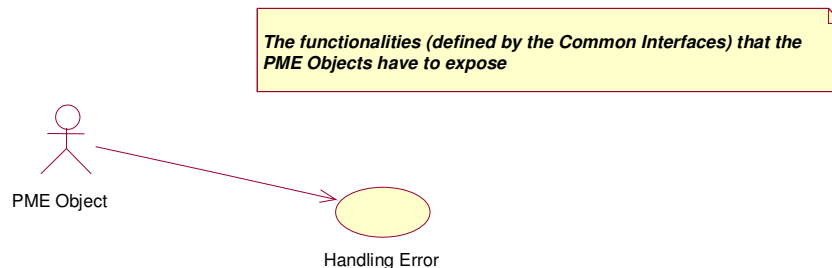 The functionalities (defined by the Common Interfaces) that the
PME Objects have to expose
PME Object
Handling Error